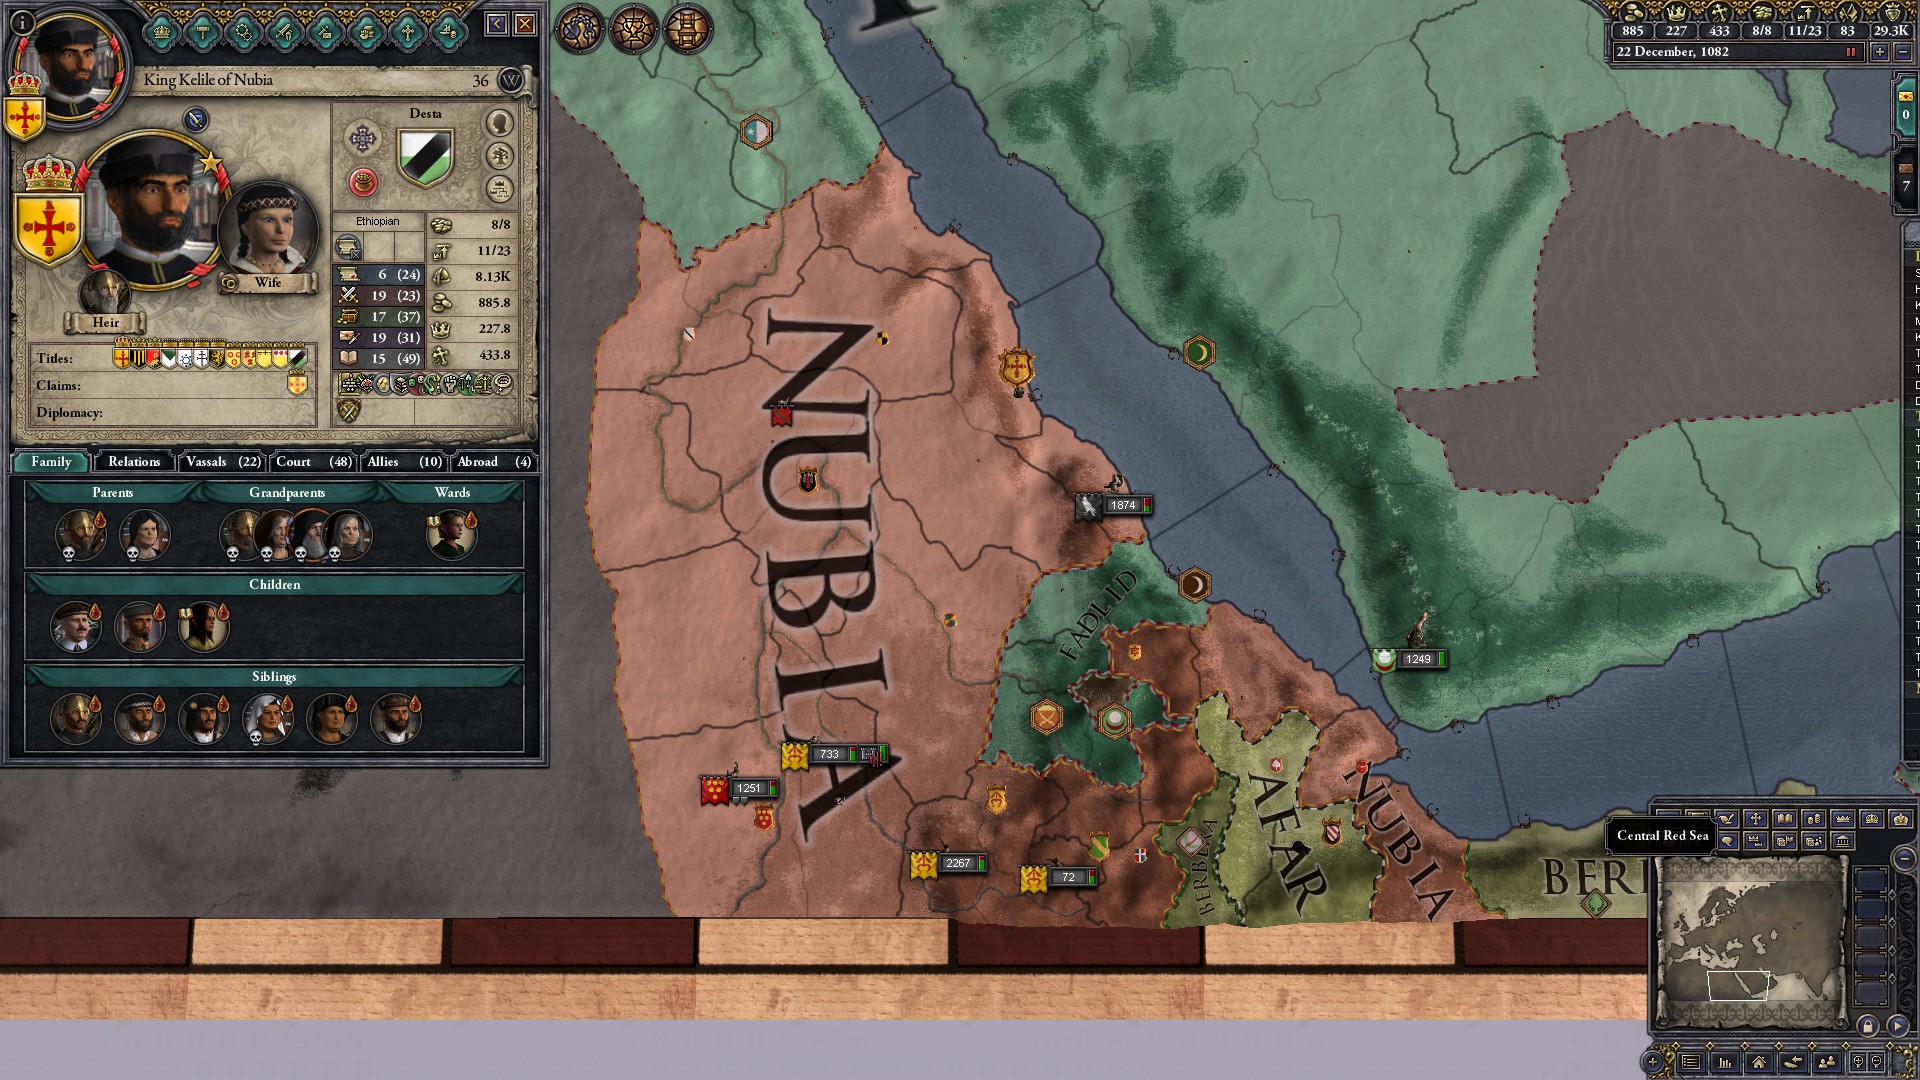 King Kelile of Nubia 36
Desta
Ethiopian
8/8
11/23
6 (24)
8.13K
19 (23)
885.8
17 (37)
227.8
19 (31)
433.8
15 (49)
Wife
Heir
Titles:
Claims:
Diplomacy:
Family
Relations
Vassals (22)
Court (48)
Allies (10)
Abroad (4)
Parents
Grandparents
Wards
Children
Siblings
885 227 433 8/8 11/23 83 29.3K
22 December, 1082
0
7
NUBIA
FADLID
AFAR
BERBERA
NUBIA
BER
1874
1249
733
1251
2267
72
Central Red Sea